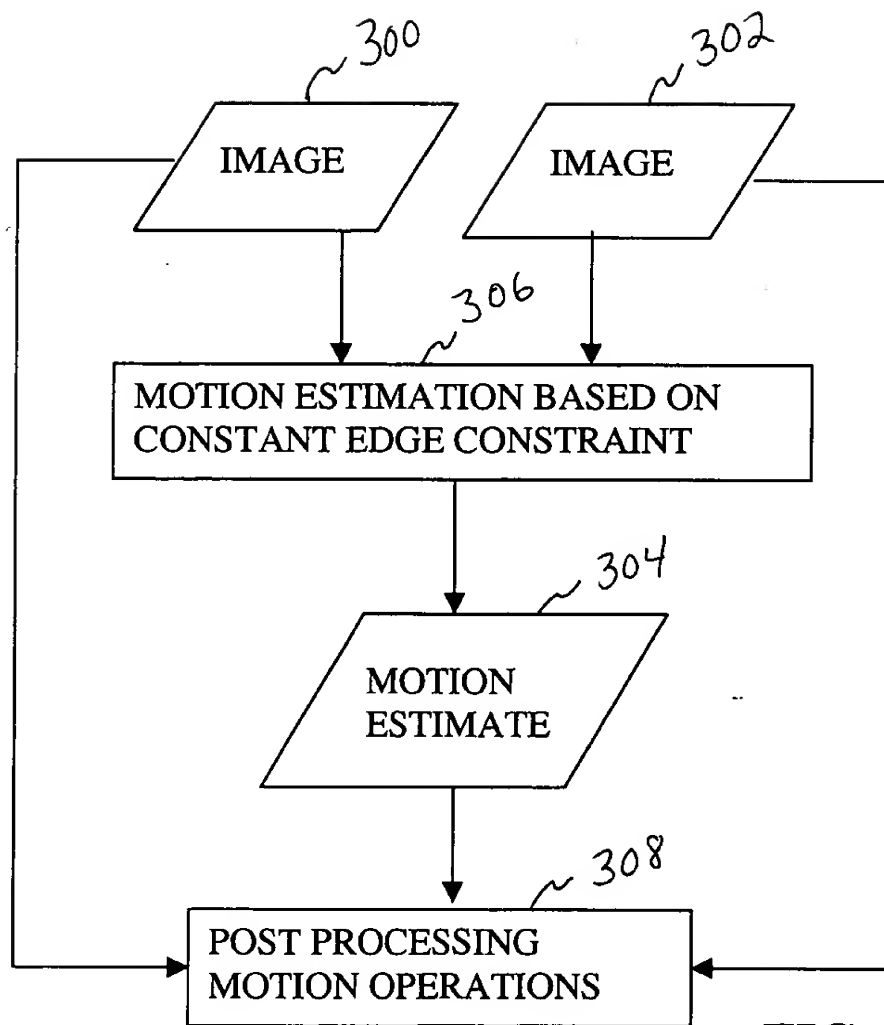 300
302
IMAGE
IMAGE
306
MOTION ESTIMATION BASED ON
CONSTANT EDGE CONSTRAINT
304
MOTION
ESTIMATE
308
POST PROCESSING
MOTION OPERATIONS